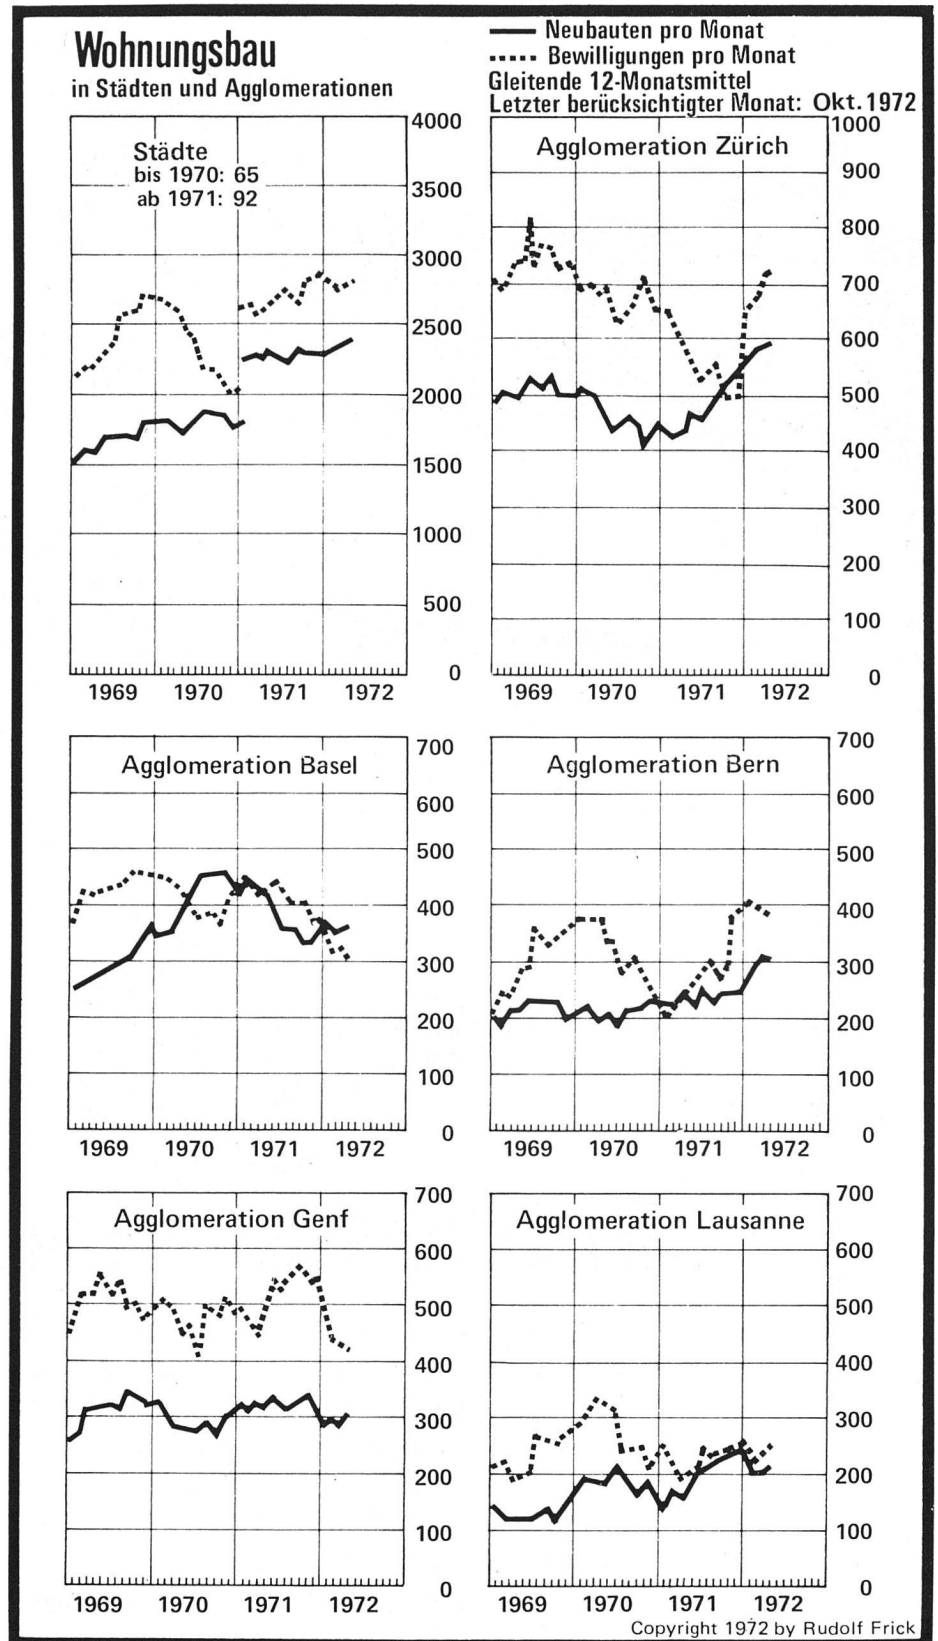 Wohnungsbau
in Städten und Agglomerationen
Neubauten pro Monat
Bewilligungen pro Monat
Gleitende 12-Monatsmittel
Letzter berücksichtigter Monat: Okt. 1972
Städte
bis 1970: 65
ab 1971: 92
4000
3500
3000
2500
2000
1500
1000
500
0
1969 1970 1971 1972
Agglomeration Zürich
1000
900
800
700
600
500
400
300
200
100
0
1969 1970 1971 1972
Agglomeration Basel
700
600
500
400
300
200
100
0
1969 1970 1971 1972
Agglomeration Bern
700
600
500
400
300
200
100
0
1969 1970 1971 1972
Agglomeration Genf
700
600
500
400
300
200
100
0
1969 1970 1971 1972
Agglomeration Lausanne
700
600
500
400
300
200
100
0
1969 1970 1971 1972
Copyright 1972 by Rudolf Frick